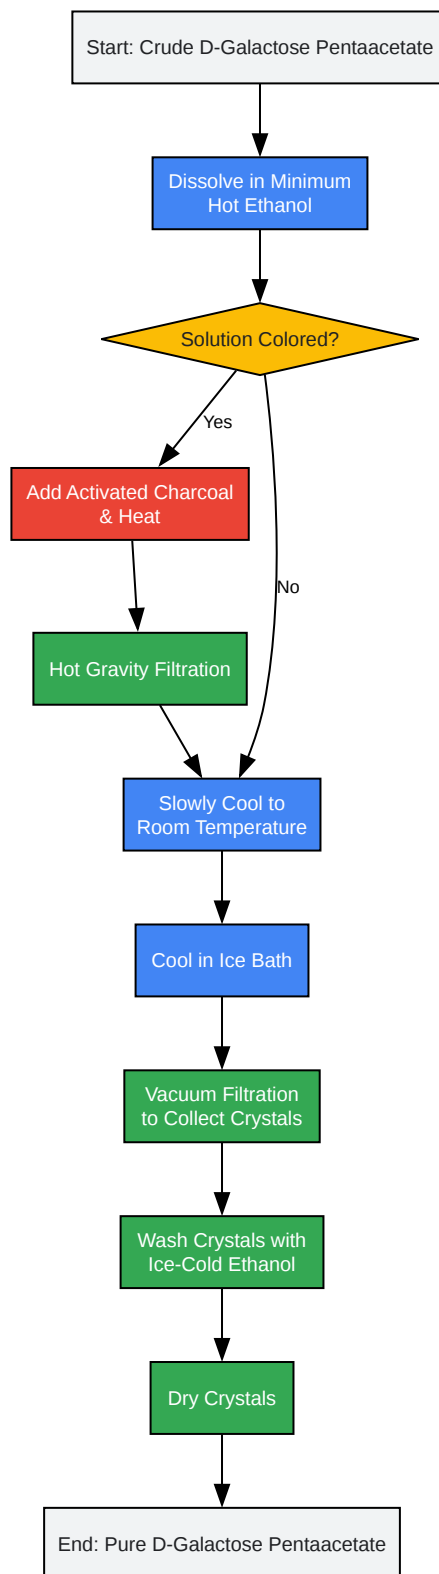 Start: Crude D-Galactose Pentaacetate
Dissolve in Minimum
Hot Ethanol
Solution Colored?
Yes
Add Activated Charcoal
& Heat
No
Hot Gravity Filtration
Slowly Cool to
Room Temperature
Cool in Ice Bath
Vacuum Filtration
to Collect Crystals
Wash Crystals with
Ice-Cold Ethanol
Dry Crystals
End: Pure D-Galactose Pentaacetate